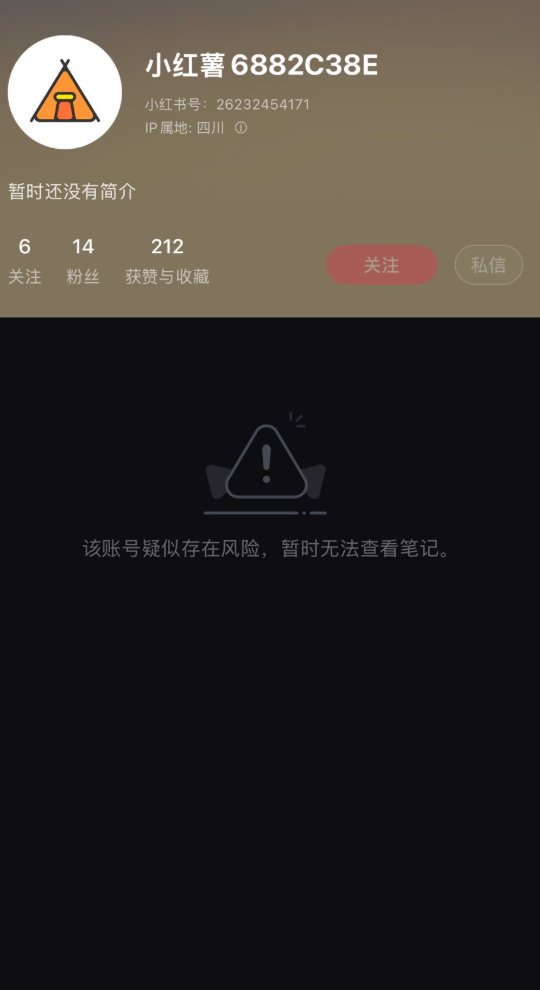 小红薯 6882C38E
小红书号：26232454171
IP 属地: 四川
暂时还没有简介
6 14 212
关注 粉丝 获赞与收藏 关注 私信
该账号疑似存在风险，暂时无法查看笔记。